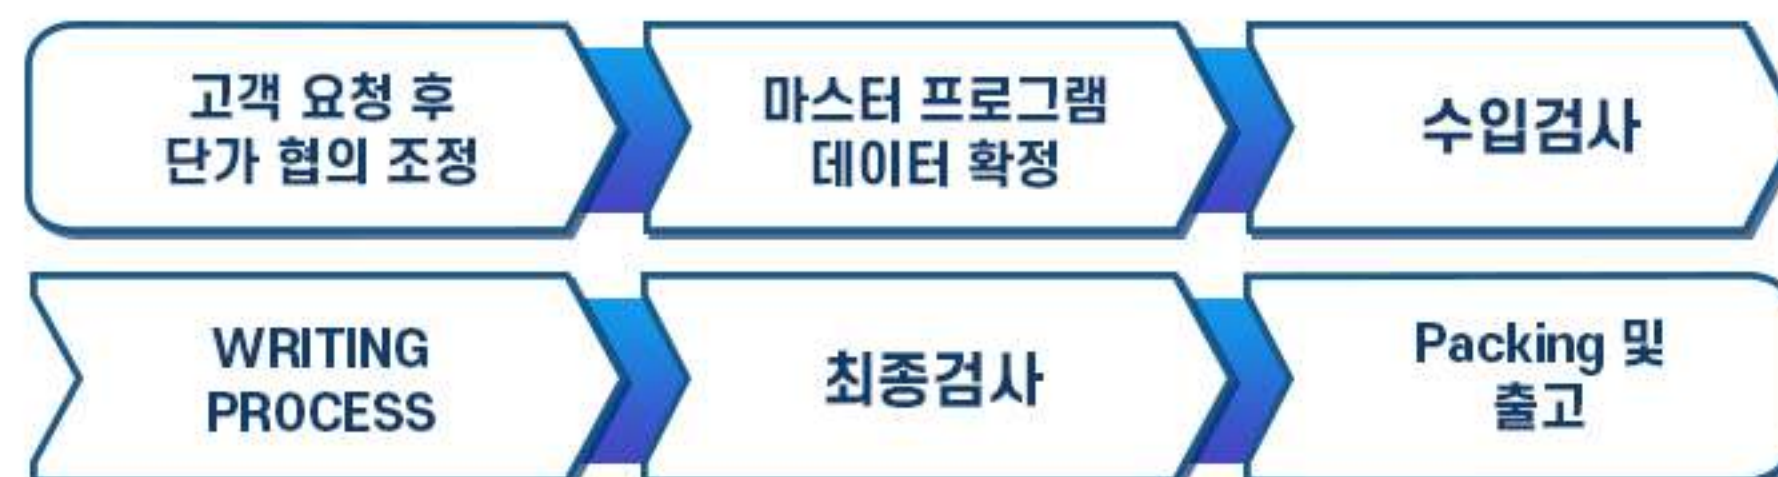 고객 요청 후
단가 협의 조정
마스터 프로그램
데이터 확정
수입검사
WRITING
PROCESS
최종검사
Packing 및
출고